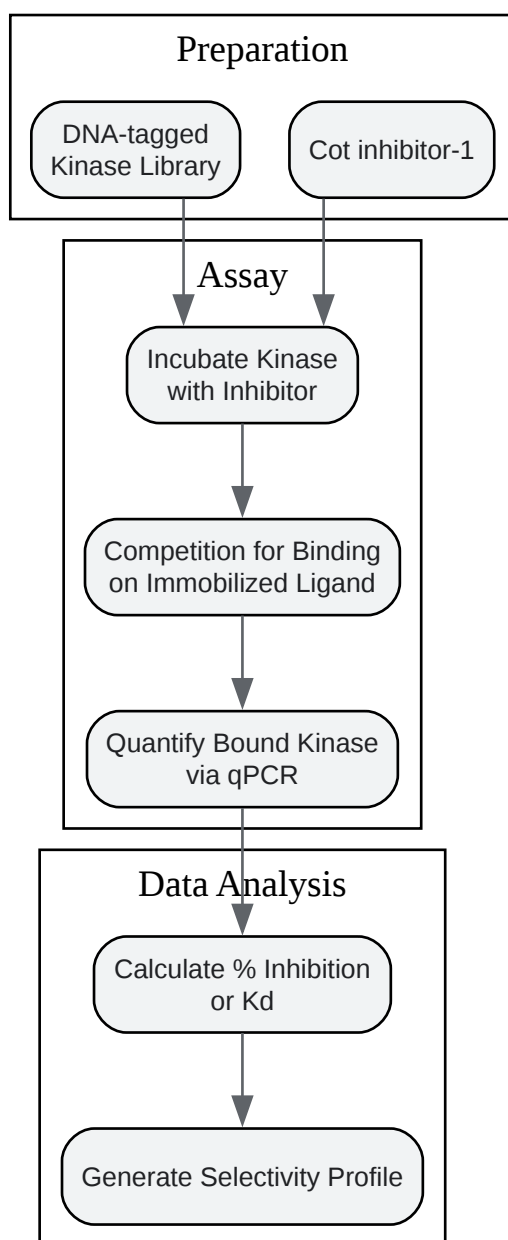 Preparation
DNA-tagged
Kinase Library
Cot inhibitor-1
Assay
Incubate Kinase
with Inhibitor
Competition for Binding
on Immobilized Ligand
Quantify Bound Kinase
via qPCR
Data Analysis
Calculate % Inhibition
or Kd
Generate Selectivity Profile